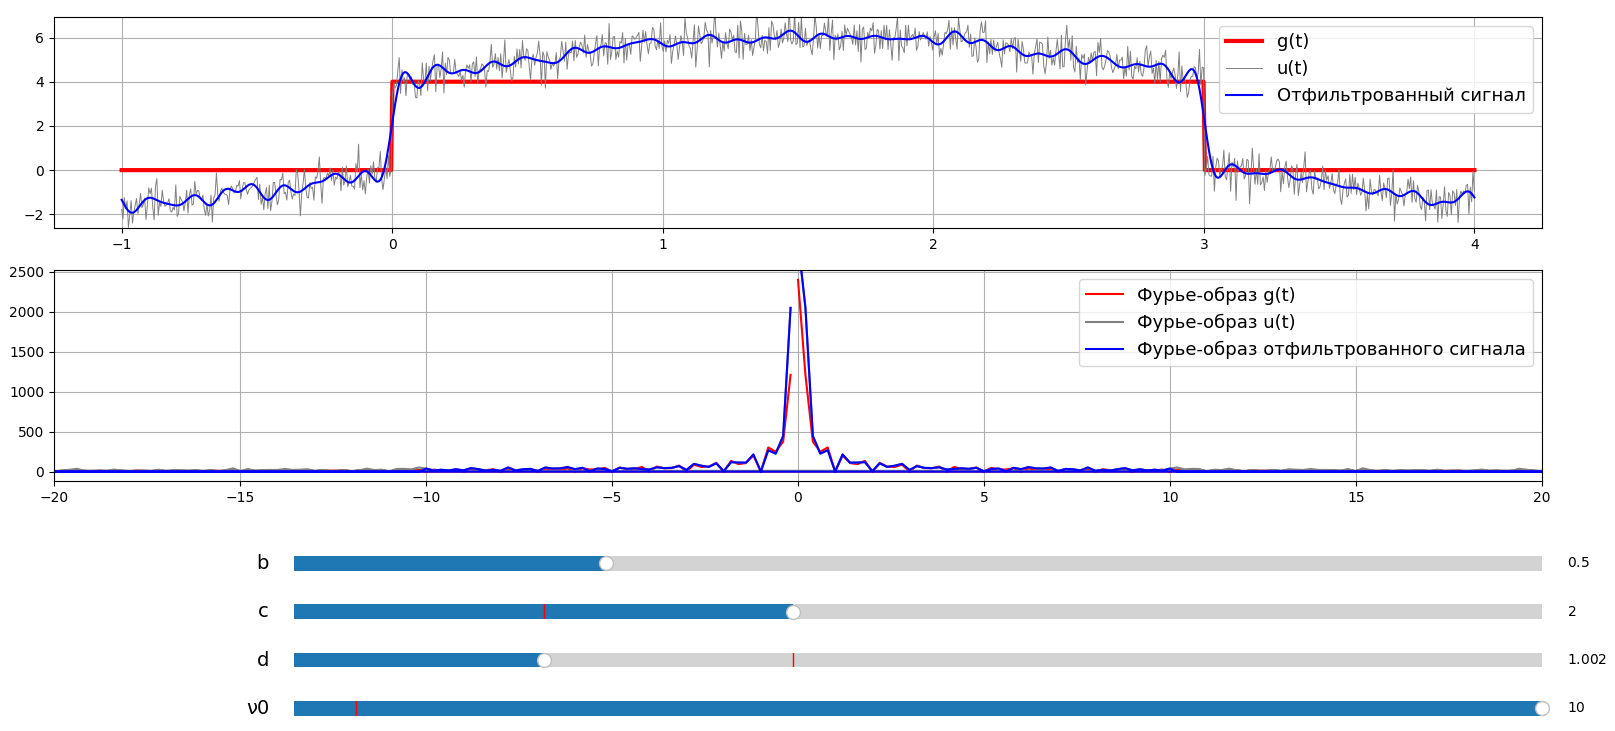 6
4
2
0
−2
−1
0
1
2
3
4
g(t)
u(t)
Отфильтрованный сигнал
2500
2000
1500
1000
500
0
−20
−15
−10
−5
0
5
10
15
20
Фурье-образ g(t)
Фурье-образ u(t)
Фурье-образ отфильтрованного сигнала
b 0.5
c 2
d 1.002
ν0 10